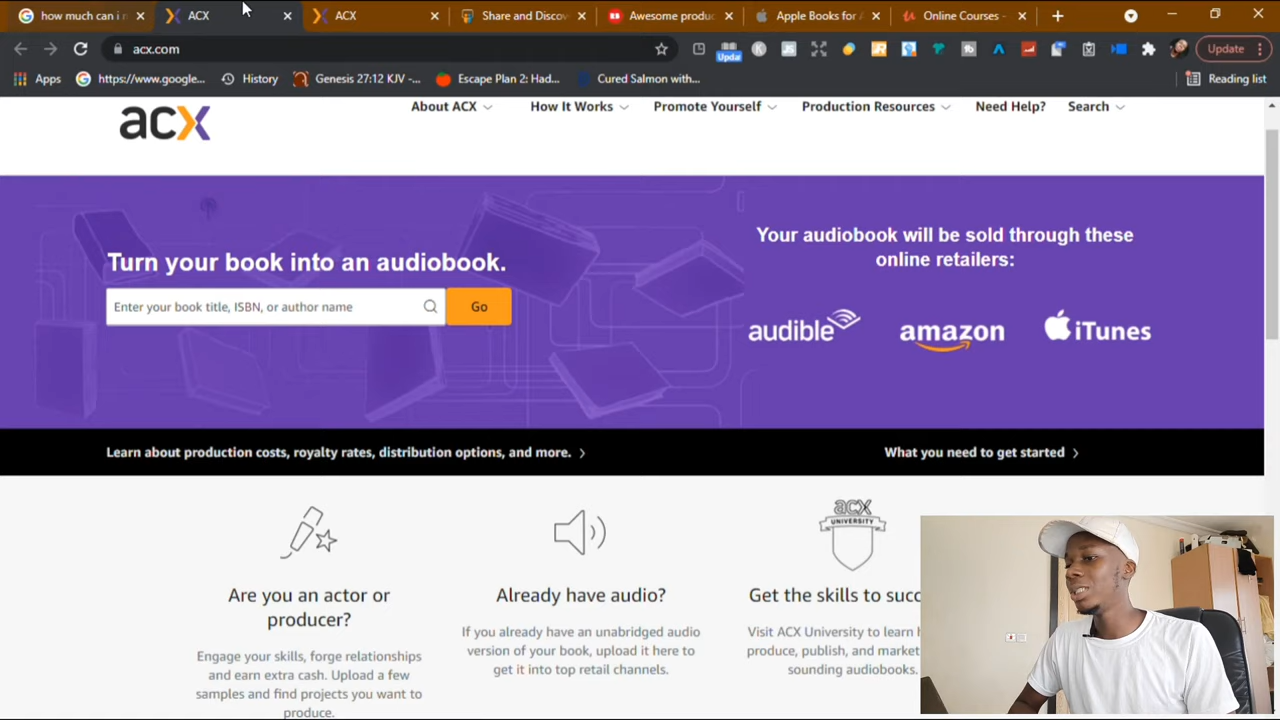 how much can i n
ACX
ACX
Share and Discov
Awesome produc
Apple Books for A
Online Courses -
acx.com
Update
Updat
Apps
https://www.google...
History
Genesis 27:12 KJV -...
Escape Plan 2: Had...
Cured Salmon with...
Reading list
acx
About ACX
How It Works
Promote Yourself
Production Resources
Need Help?
Search
Turn your book into an audiobook.
Enter your book title, ISBN, or author name
Go
Your audiobook will be sold through these
online retailers:
audible
amazon
iTunes
Learn about production costs, royalty rates, distribution options, and more.
What you need to get started
acx
UNIVERSITY
Are you an actor or
producer?
Engage your skills, forge relationships
and earn extra cash. Upload a few
samples and find projects you want to
produce.
Already have audio?
If you already have an unabridged audio
version of your book, upload it here to
get it into top retail channels.
Get the skills to succ
Visit ACX University to learn h
produce, publish, and market
sounding audiobooks.